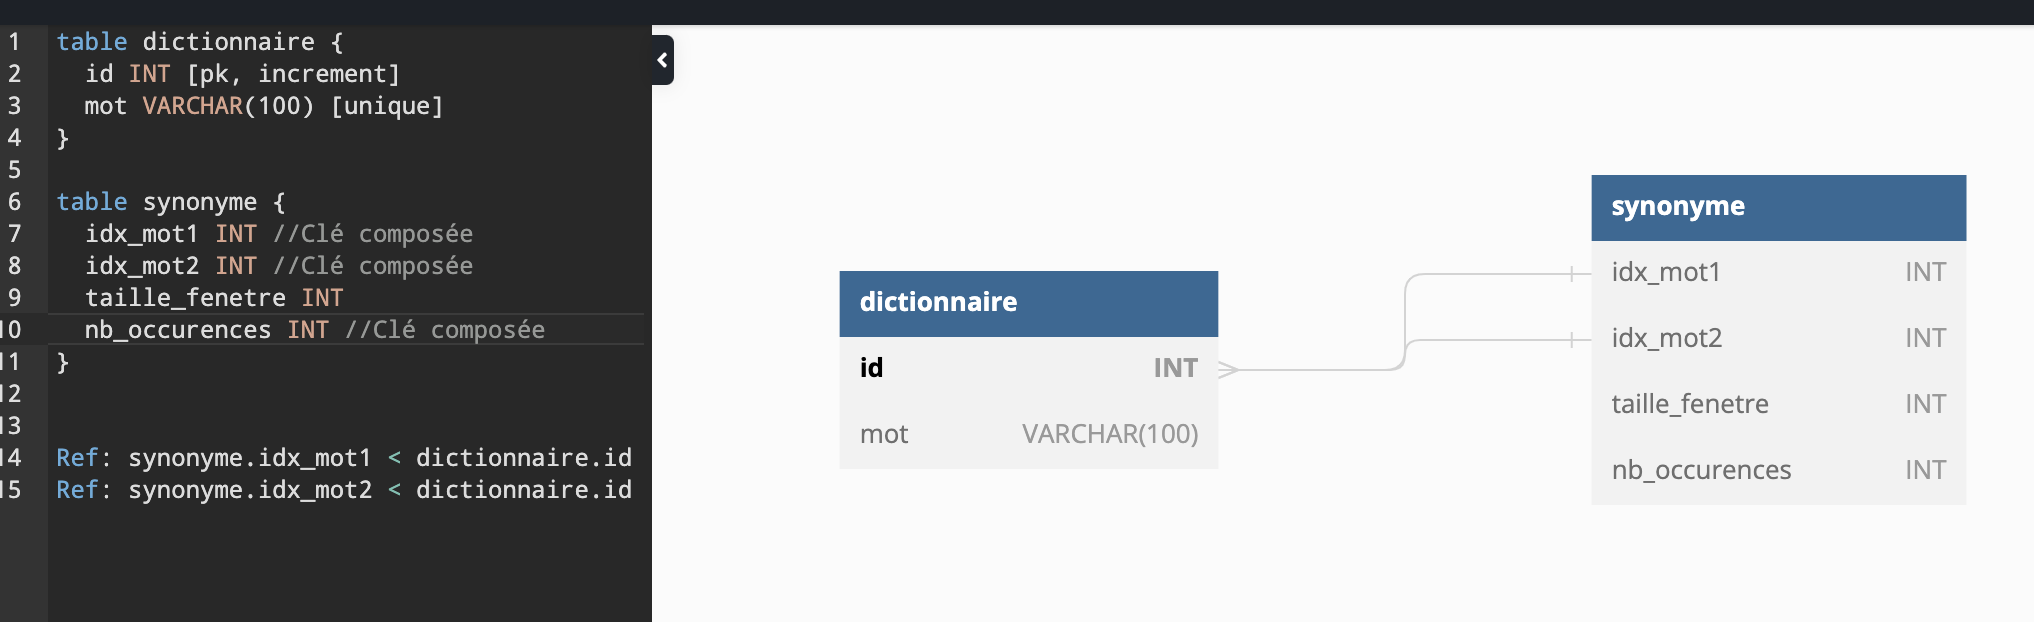 1 table dictionnaire {
2 id INT [pk, increment]
3 mot VARCHAR(100) [unique]
4 }
5
6 table synonyme {
7 idx_mot1 INT //Clé composée
8 idx_mot2 INT //Clé composée
9 taille_fenetre INT
10 nb_occurences INT //Clé composée
11 }
12
13
14 Ref: synonyme.idx_mot1 < dictionnaire.id
15 Ref: synonyme.idx_mot2 < dictionnaire.id
dictionnaire
id INT
mot VARCHAR(100)
synonyme
idx_mot1 INT
idx_mot2 INT
taille_fenetre INT
nb_occurences INT